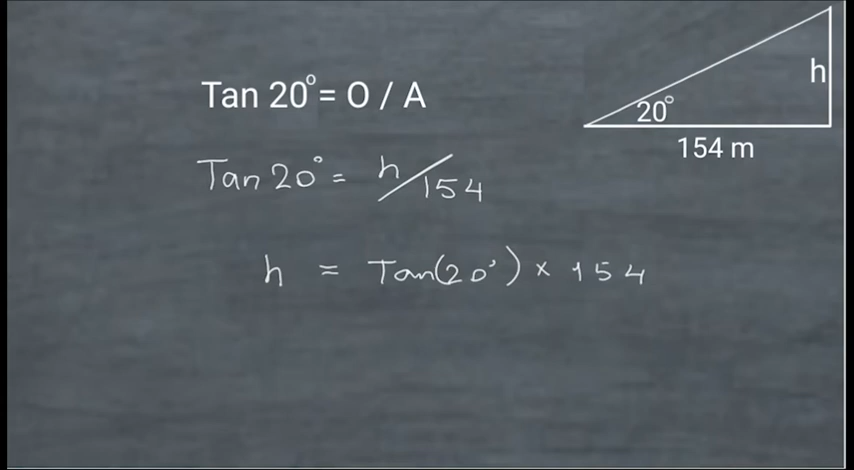 Tan 20° = O / A
h
20°
154 m
Tan 20° = h/154
h = Tan(20°) × 154